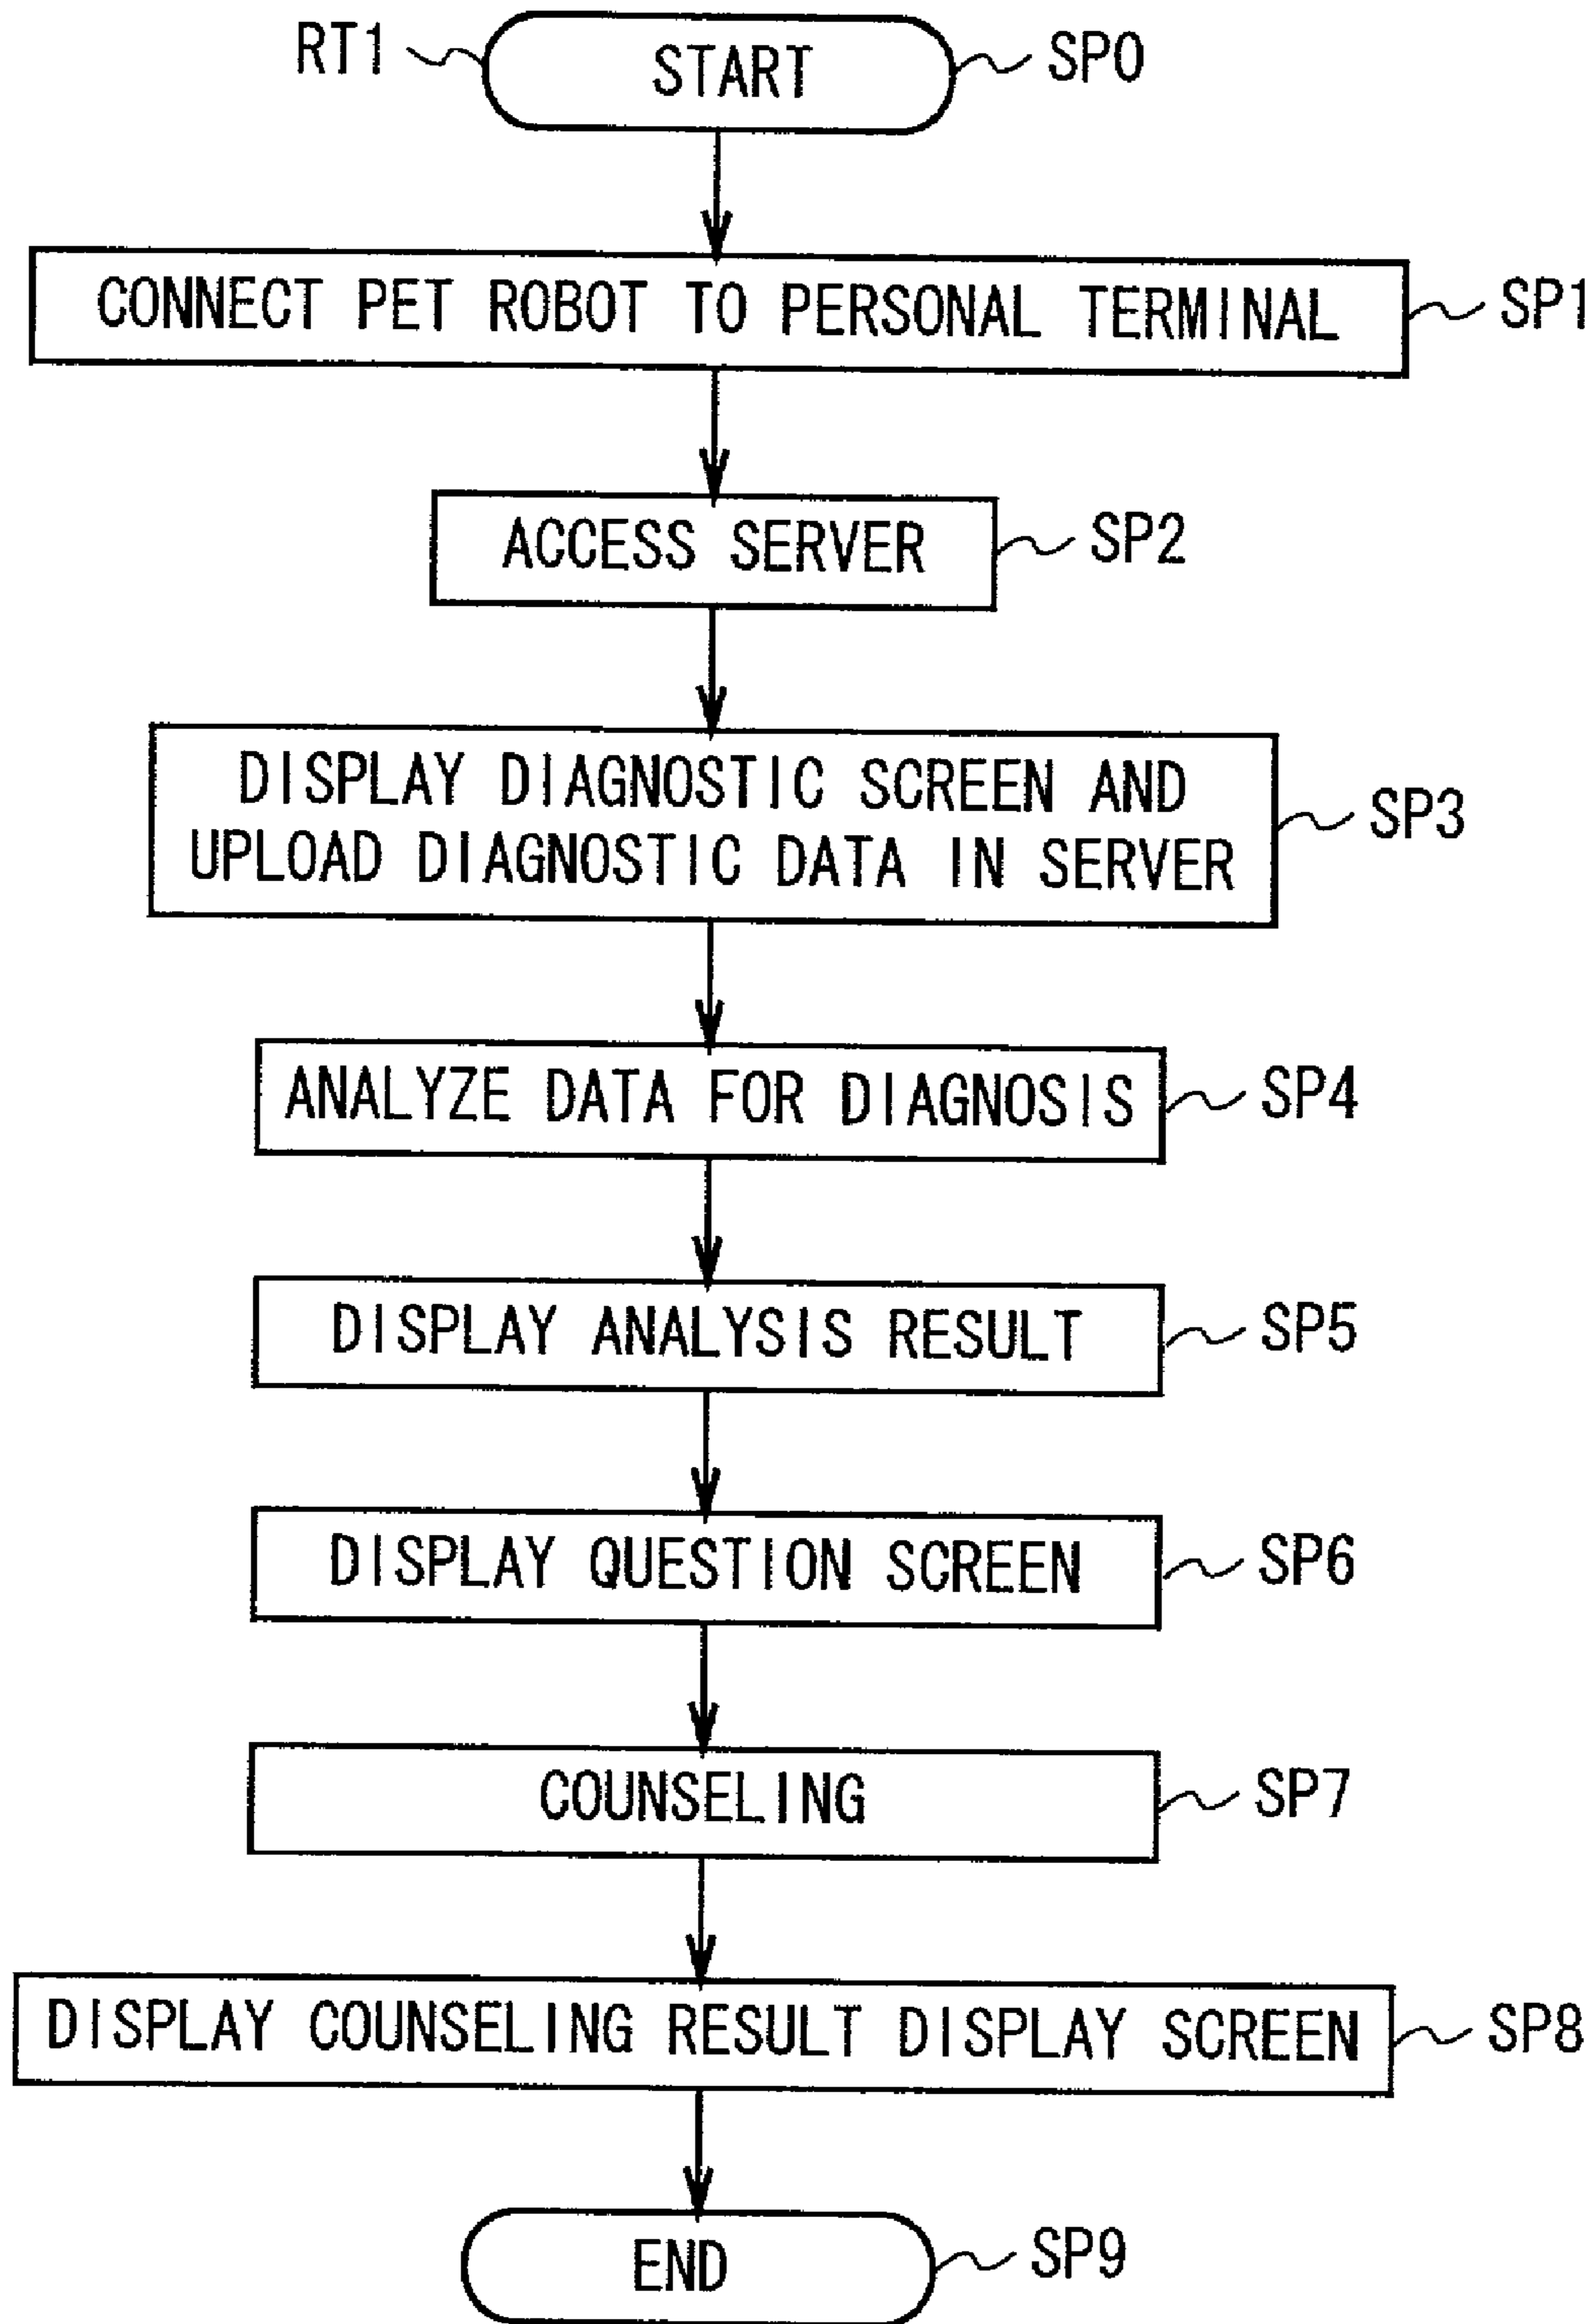 RT1 START SP0
CONNECT PET ROBOT TO PERSONAL TERMINAL SP1
ACCESS SERVER SP2
DISPLAY DIAGNOSTIC SCREEN AND
UPLOAD DIAGNOSTIC DATA IN SERVER SP3
ANALYZE DATA FOR DIAGNOSIS SP4
DISPLAY ANALYSIS RESULT SP5
DISPLAY QUESTION SCREEN SP6
COUNSELING SP7
DISPLAY COUNSELING RESULT DISPLAY SCREEN SP8
END SP9